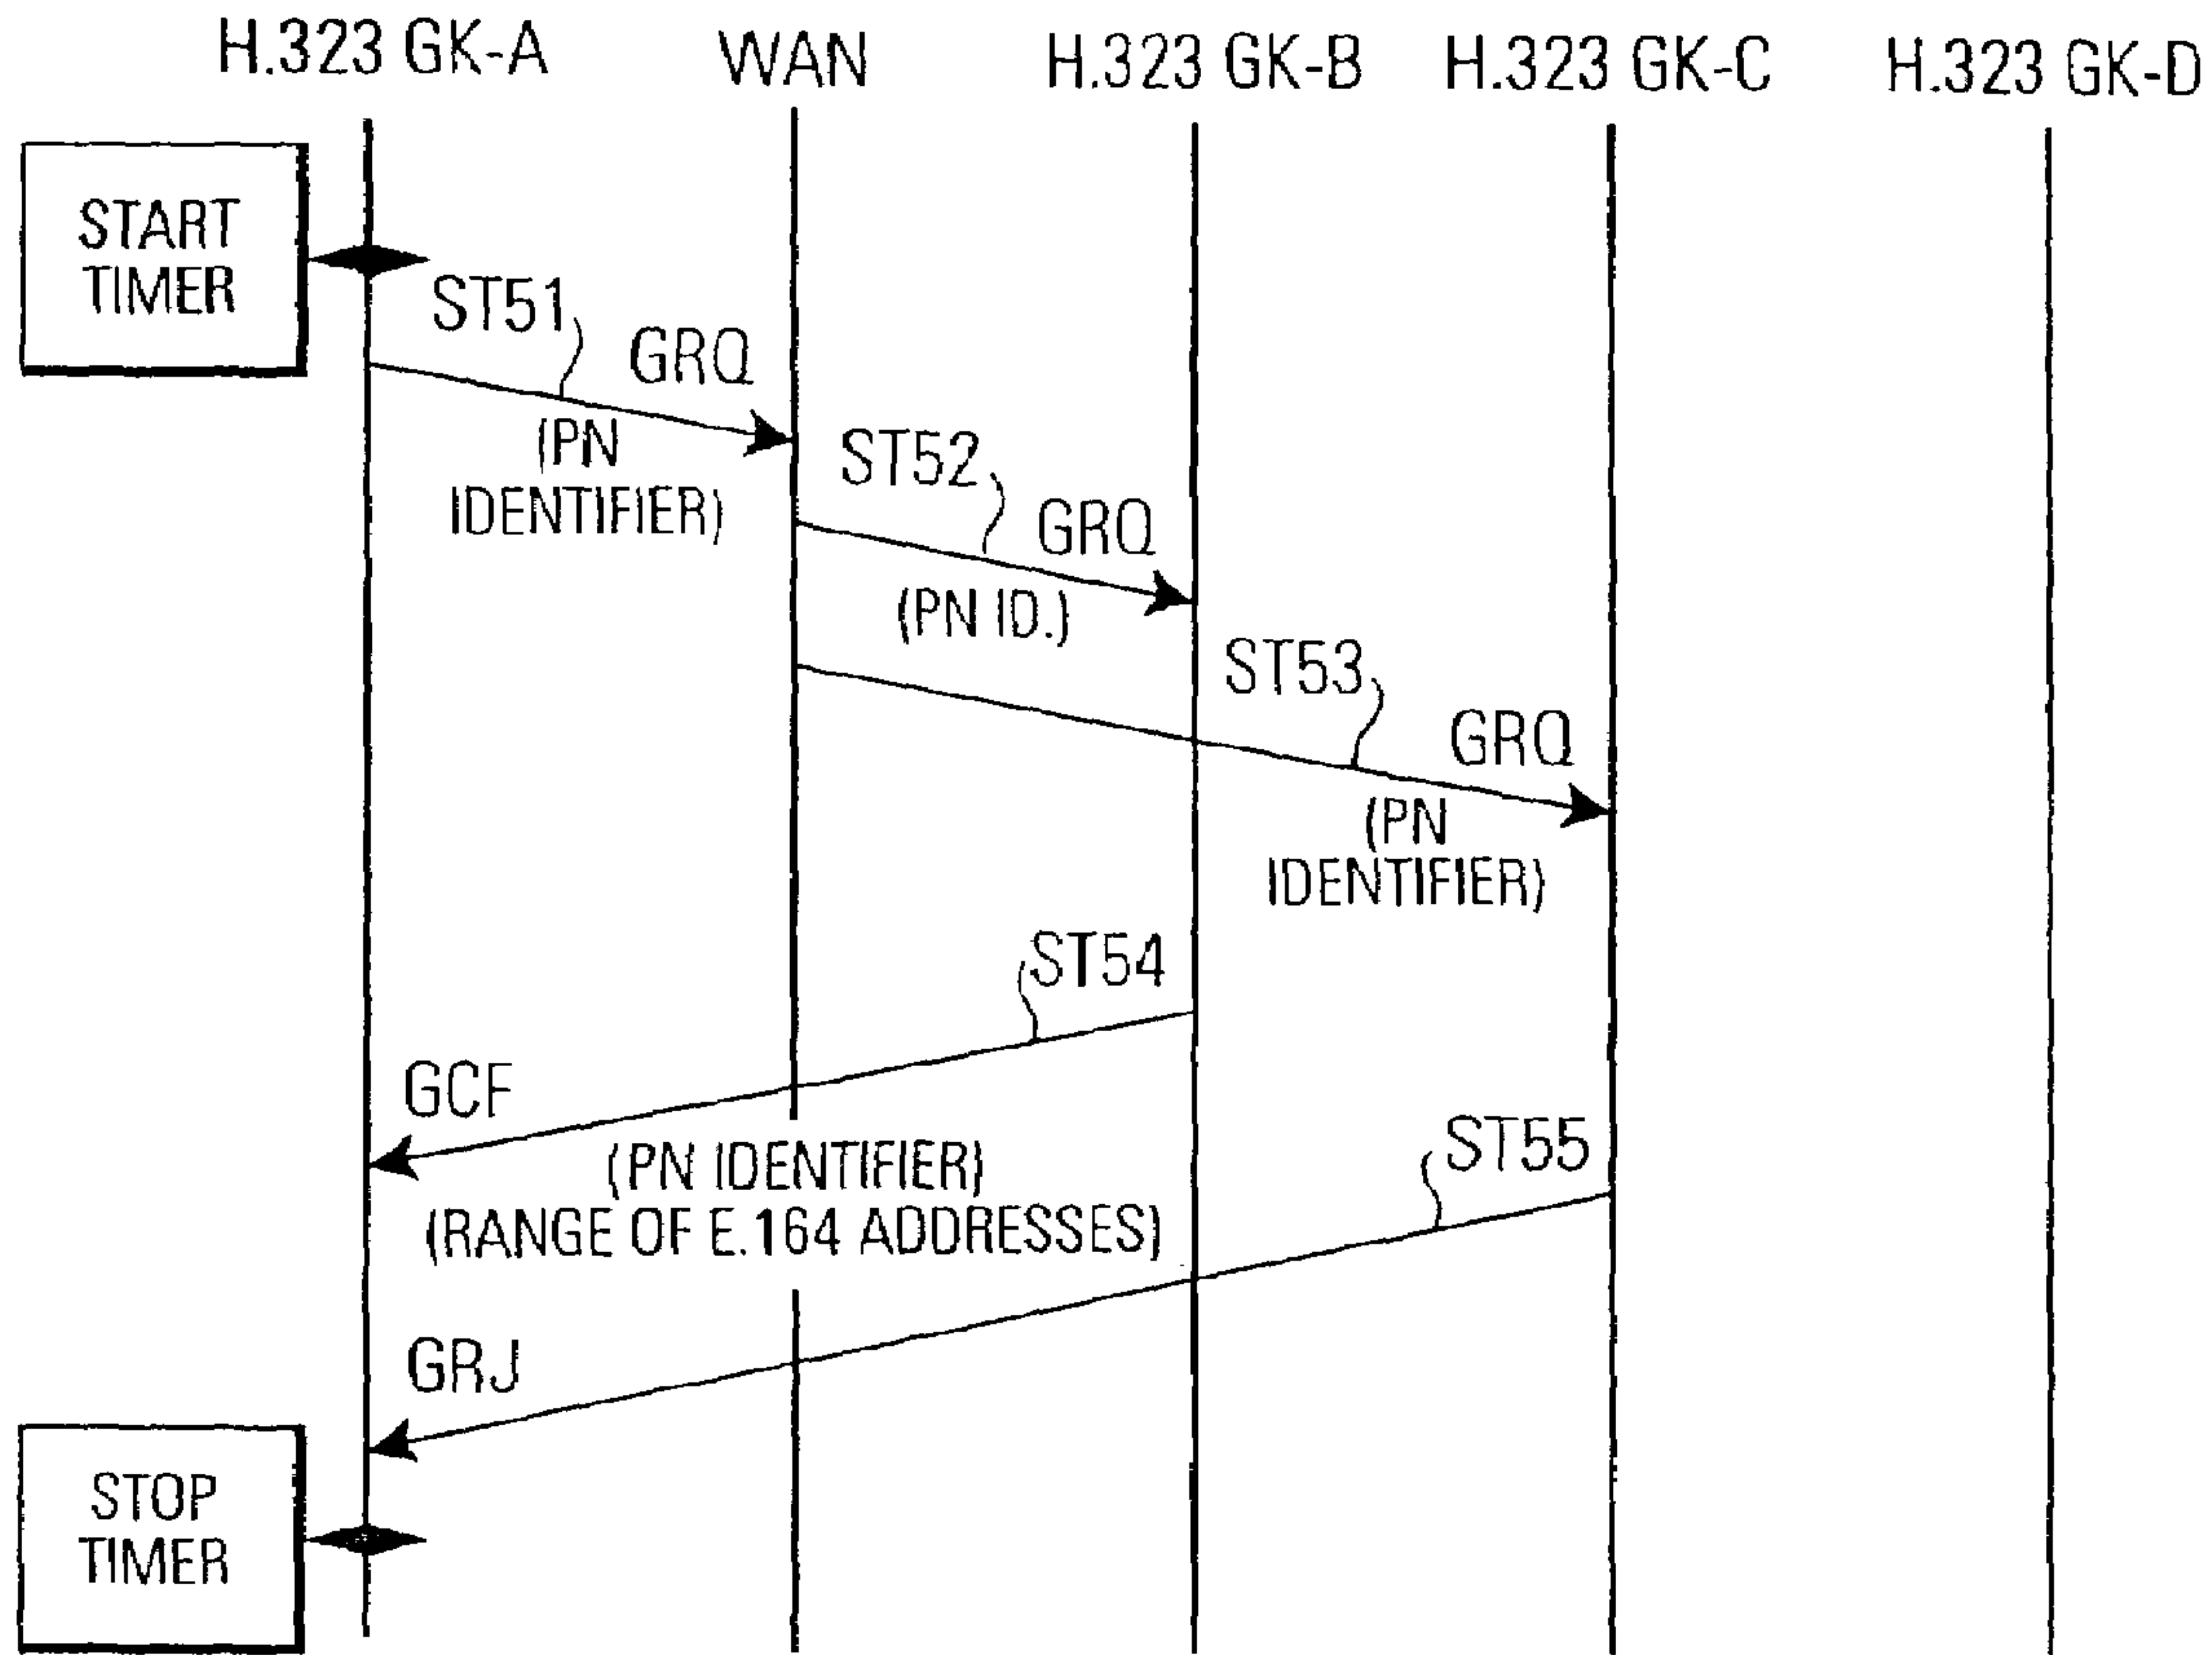 H.323 GK-A WAN H.323 GK-B H.323 GK-C H.323 GK-D
START
TIMER
ST51
GRQ
(PN
IDENTIFIER)
ST52
GRQ
(PN ID.)
ST53
GRQ
(PN
IDENTIFIER)
ST54
GCF
(PN IDENTIFIER)
(RANGE OF E.164 ADDRESSES)
ST55
GRJ
STOP
TIMER